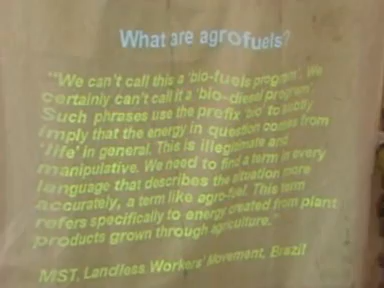 What are agrofuels?
"We can't call this a 'bio-fuels program'. We
certainly can't call it a 'bio-diesel program'.
Such phrases use the prefix 'bio' to subtly
imply that the energy in question comes from
'life' in general. This is illegitimate and
manipulative. We need to find a term in every
language that describes the situation more
accurately, a term like agro-fuel. This term
refers specifically to energy created from plant
products grown through agriculture."
MST, Landless Workers' Movement, Brazil